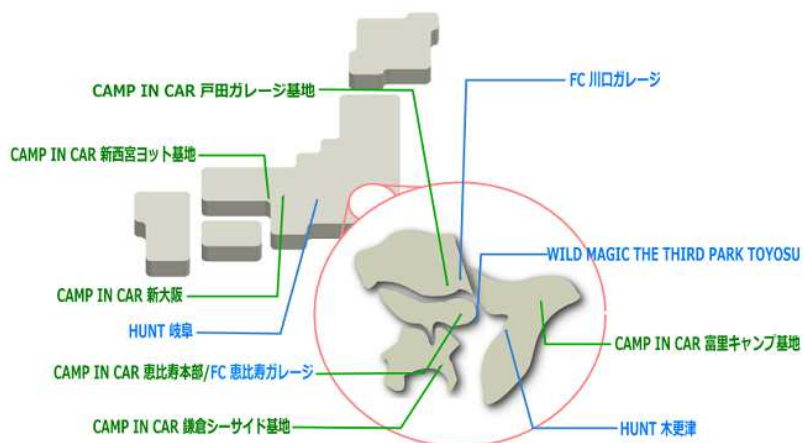 CAMP IN CAR 戸田ガレージ基地
FC 川口ガレージ
CAMP IN CAR 新西宮ヨット基地
WILD MAGIC THE THIRD PARK TOYOSU
CAMP IN CAR 新大阪
HUNT 岐阜
CAMP IN CAR 富里キャンプ基地
CAMP IN CAR 恵比寿本部/FC 恵比寿ガレージ
CAMP IN CAR 鎌倉シーサイド基地
HUNT 木更津